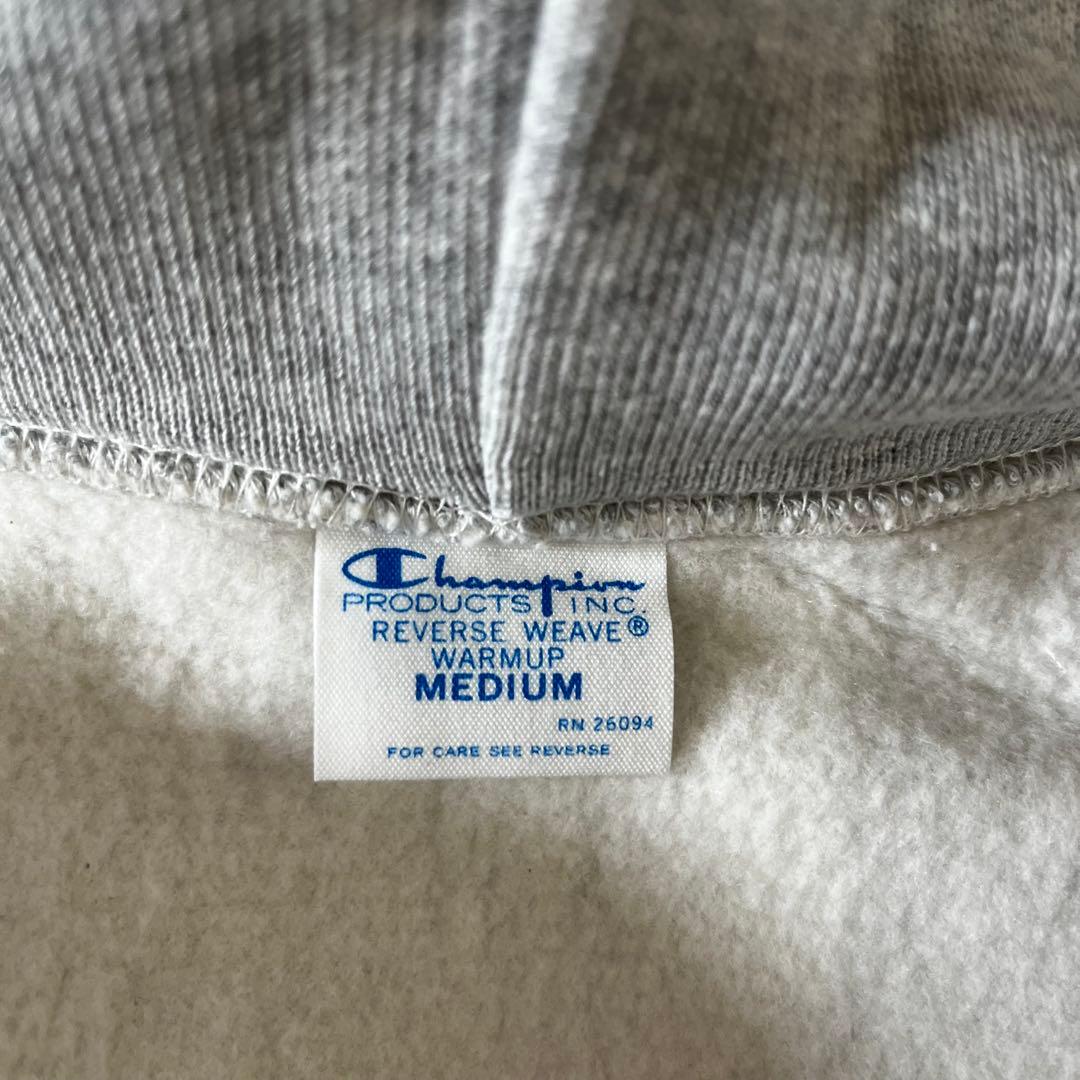 Champion
PRODUCTS INC.
REVERSE WEAVE®
WARMUP
MEDIUM
RN 26094
FOR CARE SEE REVERSE